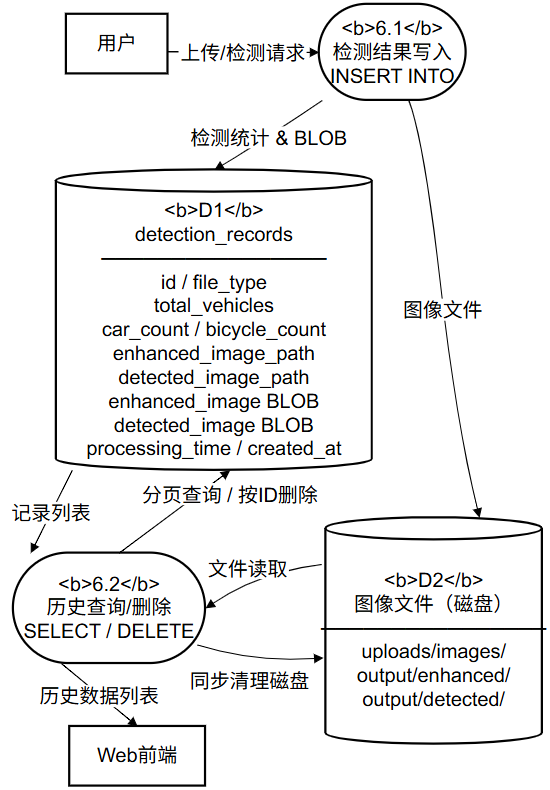 用户
上传/检测请求
<b>6.1</b>
检测结果写入
INSERT INTO
检测统计 & BLOB
<b>D1</b>
detection_records
id / file_type
total_vehicles
car_count / bicycle_count
enhanced_image_path
detected_image_path
enhanced_image BLOB
detected_image BLOB
processing_time / created_at
图像文件
记录列表
分页查询 / 按ID删除
<b>6.2</b>
历史查询/删除
SELECT / DELETE
文件读取
<b>D2</b>
图像文件（磁盘）
uploads/images/
output/enhanced/
output/detected/
同步清理磁盘
历史数据列表
Web前端